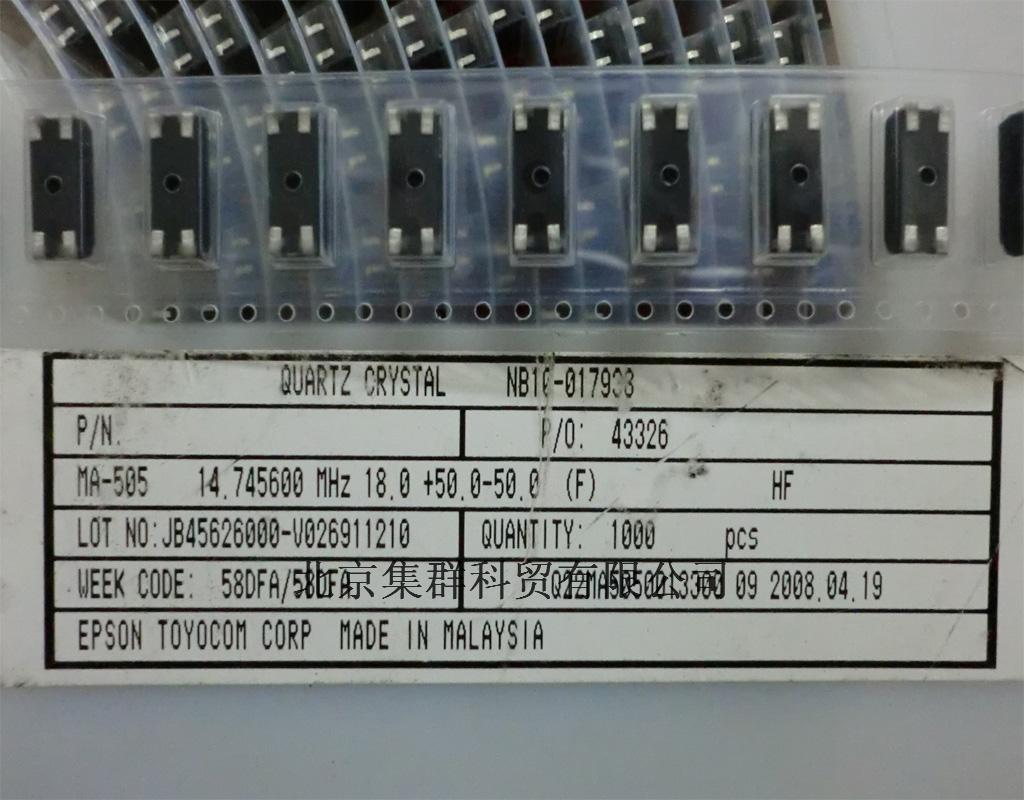 QUARTZ CRYSTAL
P/N. P/O: 43326
MA-505 14.745600 MHz 18.0 +50.0-50.0 (F) HF
LOT NO:JB45626000-V026911210 QUANTITY: 1000 pcs
WEEK CODE: 58DFA/58DFA 09 2008.04.19
北京集群科贸有限公司
EPSON TOYOCOM CORP MADE IN MALAYSIA